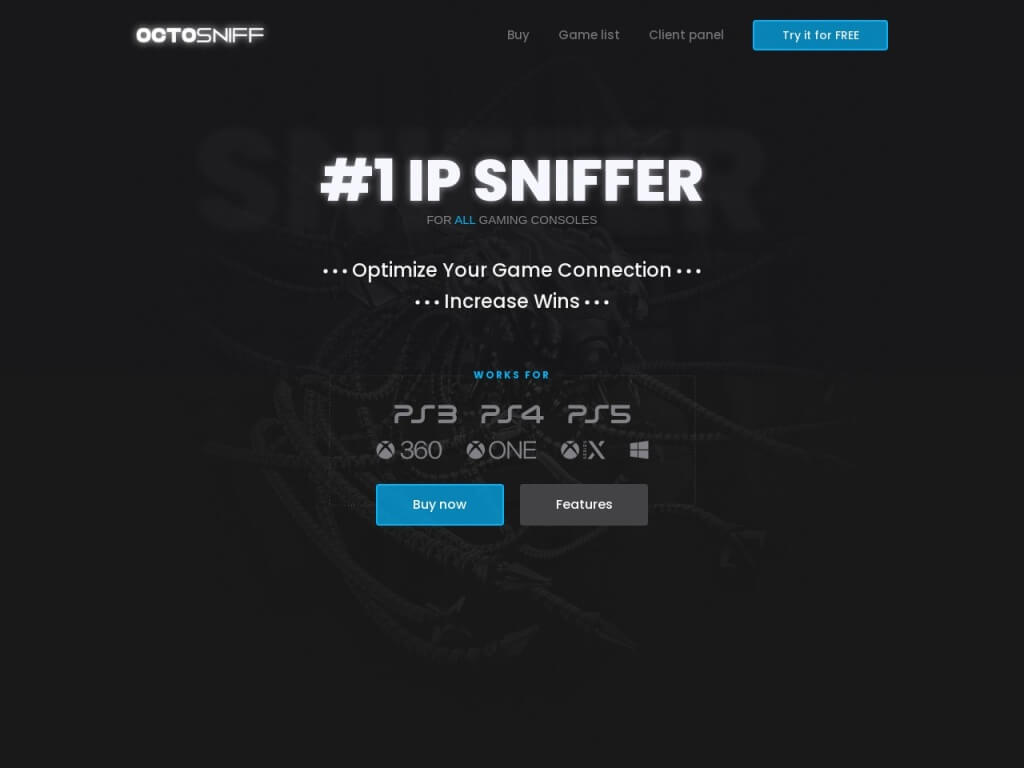 OCTOSNIFF
Buy
Game list
Client panel
Try it for FREE
SNIFFER
#1 IP SNIFFER
FOR ALL GAMING CONSOLES
• • • Optimize Your Game Connection • • •
• • • Increase Wins • • •
WORKS FOR
PS3 PS4 PS5
360 ONE SERIES X
Buy now
Features